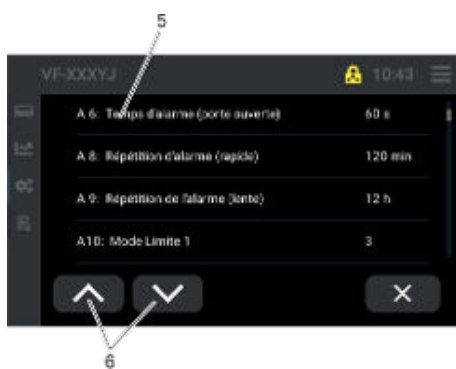 5
VF-XXXYJ 10:43
A 6: Temps d'alarme (porte ouverte) 60 s
A 8: Répétition d'alarme (rapide) 120 min
A 9: Répétition de l'alarme (lente) 12 h
A10: Mode Limite 1 3
6